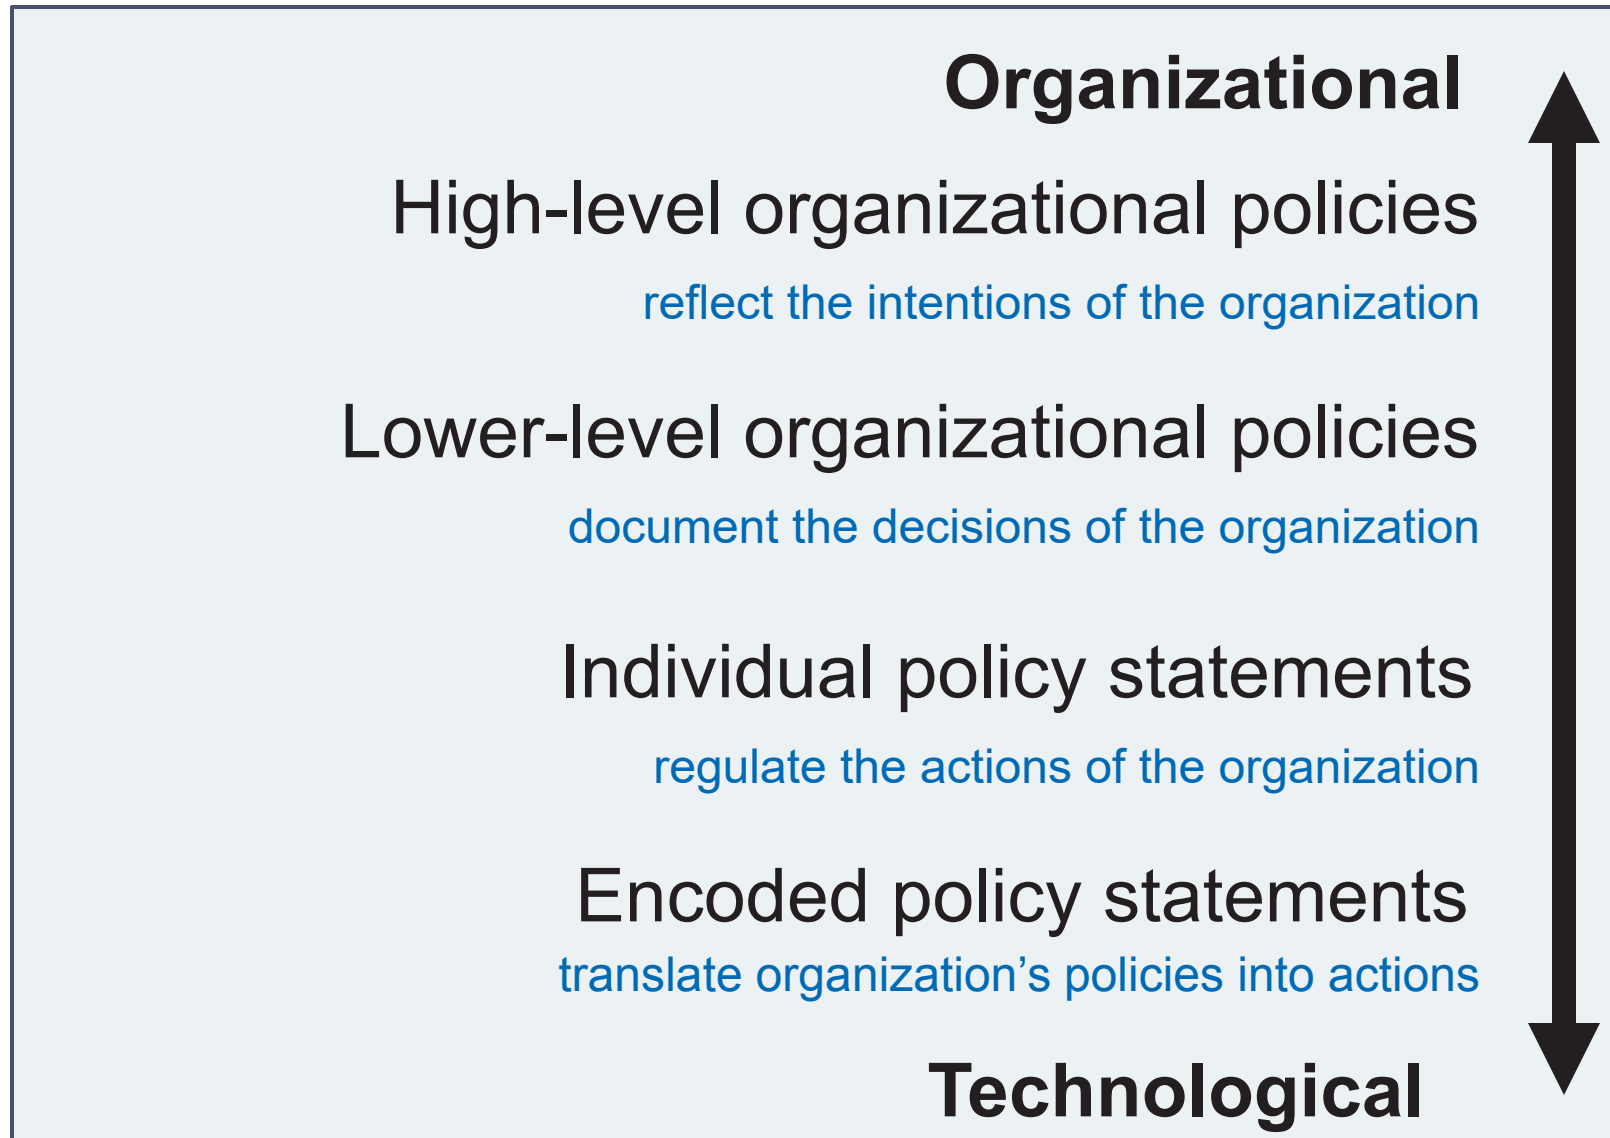 Organizational
High-level organizational policies
reflect the intentions of the organization
Lower-level organizational policies
document the decisions of the organization
Individual policy statements
regulate the actions of the organization
Encoded policy statements
translate organization’s policies into actions
Technological